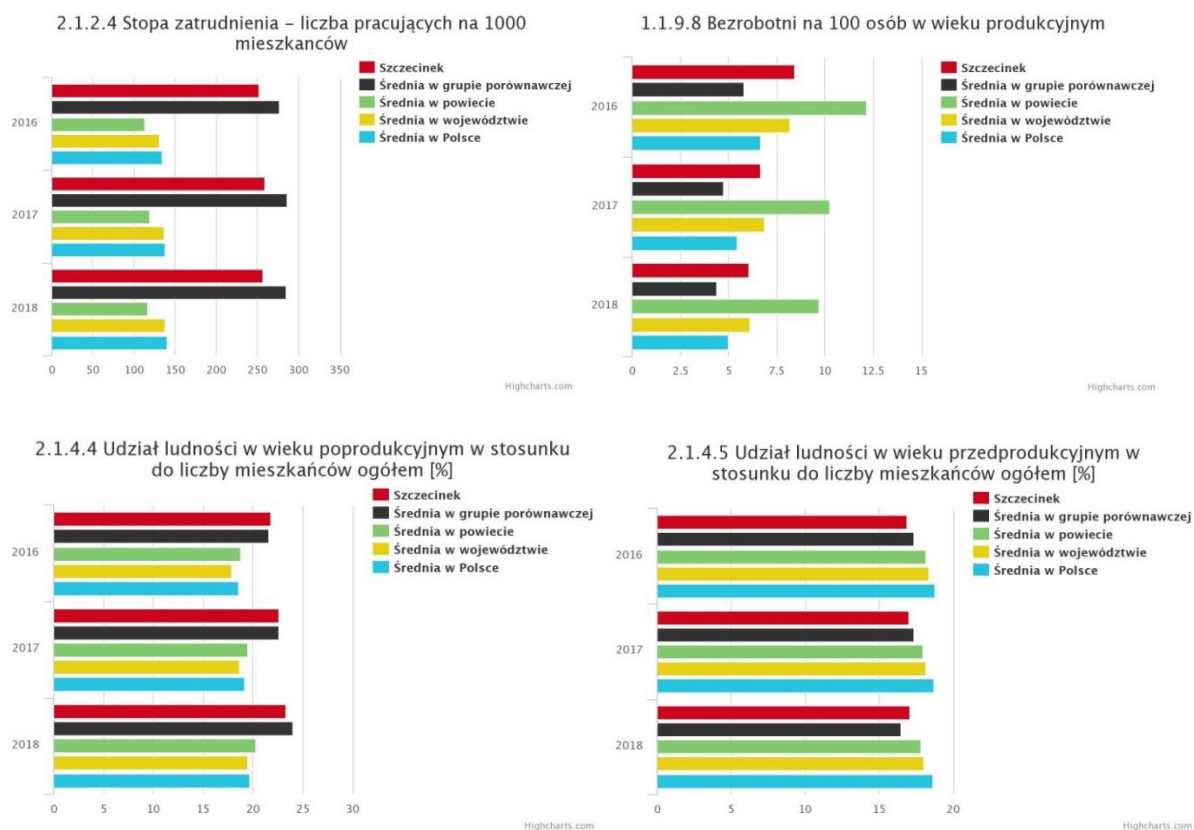 2.1.2.4 Stopa zatrudnienia – liczba pracujących na 1000
mieszkanców
Szczecinek
Średnia w grupie porównawczej
Średnia w powiecie
Średnia w województwie
Średnia w Polsce
2016
2017
2018
0 50 100 150 200 250 300 350
Highcharts.com
1.1.9.8 Bezrobotni na 100 osób w wieku produkcyjnym
Szczecinek
Średnia w grupie porównawczej
Średnia w powiecie
Średnia w województwie
Średnia w Polsce
2016
2017
2018
0 2.5 5 7.5 10 12.5 15
Highcharts.com
2.1.4.4 Udział ludności w wieku poprodukcyjnym w stosunku
do liczby mieszkańców ogółem [%]
Szczecinek
Średnia w grupie porównawczej
Średnia w powiecie
Średnia w województwie
Średnia w Polsce
2016
2017
2018
0 5 10 15 20 25 30
Highcharts.com
2.1.4.5 Udział ludności w wieku przedprodukcyjnym w
stosunku do liczby mieszkańców ogółem [%]
Szczecinek
Średnia w grupie porównawczej
Średnia w powiecie
Średnia w województwie
Średnia w Polsce
2016
2017
2018
0 5 10 15 20
Highcharts.com